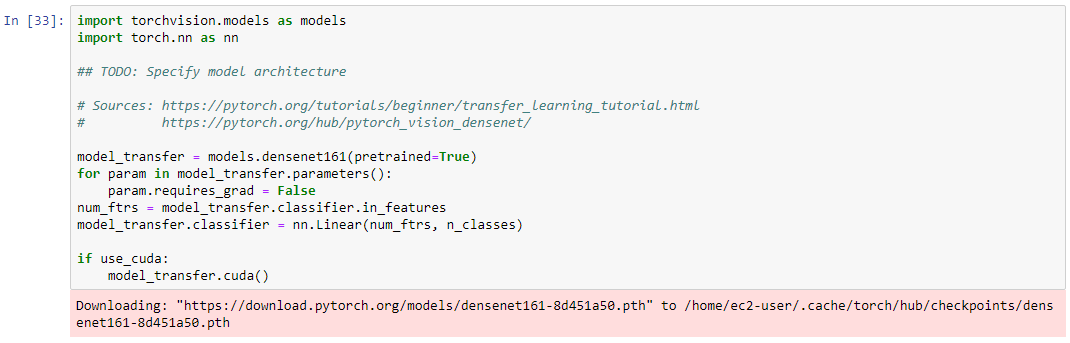 In [33]: import torchvision.models as models
import torch.nn as nn
## TODO: Specify model architecture
# Sources: https://pytorch.org/tutorials/beginner/transfer_learning_tutorial.html
#          https://pytorch.org/hub/pytorch_vision_densenet/
model_transfer = models.densenet161(pretrained=True)
for param in model_transfer.parameters():
    param.requires_grad = False
num_ftrs = model_transfer.classifier.in_features
model_transfer.classifier = nn.Linear(num_ftrs, n_classes)
if use_cuda:
    model_transfer.cuda()
Downloading: "https://download.pytorch.org/models/densenet161-8d451a50.pth" to /home/ec2-user/.cache/torch/hub/checkpoints/dens
enet161-8d451a50.pth